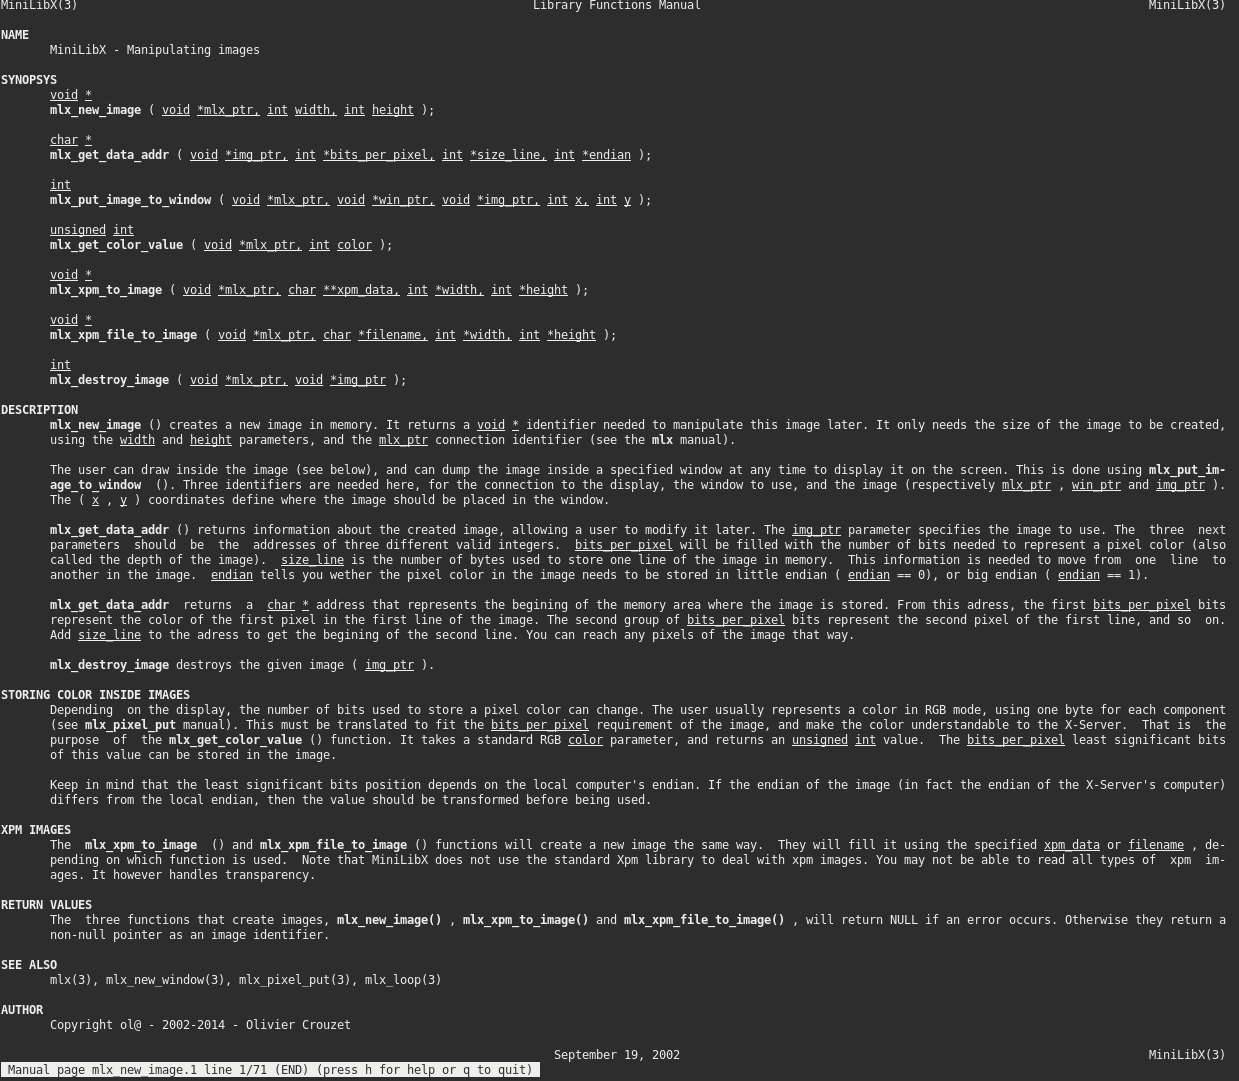 MiniLibX(3) Library Functions Manual MiniLibX(3)
NAME
MiniLibX - Manipulating images
SYNOPSYS
void *
mlx_new_image ( void *mlx_ptr, int width, int height );
char *
mlx_get_data_addr ( void *img_ptr, int *bits_per_pixel, int *size_line, int *endian );
int
mlx_put_image_to_window ( void *mlx_ptr, void *win_ptr, void *img_ptr, int x, int y );
unsigned int
mlx_get_color_value ( void *mlx_ptr, int color );
void *
mlx_xpm_to_image ( void *mlx_ptr, char **xpm_data, int *width, int *height );
void *
mlx_xpm_file_to_image ( void *mlx_ptr, char *filename, int *width, int *height );
int
mlx_destroy_image ( void *mlx_ptr, void *img_ptr );
DESCRIPTION
mlx_new_image () creates a new image in memory. It returns a void * identifier needed to manipulate this image later. It only needs the size of the image to be created,
using the width and height parameters, and the mlx_ptr connection identifier (see the mlx manual).
The user can draw inside the image (see below), and can dump the image inside a specified window at any time to display it on the screen. This is done using mlx_put_im-
age_to_window (). Three identifiers are needed here, for the connection to the display, the window to use, and the image (respectively mlx_ptr , win_ptr and img_ptr ).
The ( x , y ) coordinates define where the image should be placed in the window.
mlx_get_data_addr () returns information about the created image, allowing a user to modify it later. The img_ptr parameter specifies the image to use. The three next
parameters should be the addresses of three different valid integers. bits_per_pixel will be filled with the number of bits needed to represent a pixel color (also
called the depth of the image). size_line is the number of bytes used to store one line of the image in memory. This information is needed to move from one line to
another in the image. endian tells you wether the pixel color in the image needs to be stored in little endian ( endian == 0), or big endian ( endian == 1).
mlx_get_data_addr returns a char * address that represents the begining of the memory area where the image is stored. From this adress, the first bits_per_pixel bits
represent the color of the first pixel in the first line of the image. The second group of bits_per_pixel bits represent the second pixel of the first line, and so on.
Add size_line to the adress to get the begining of the second line. You can reach any pixels of the image that way.
mlx_destroy_image destroys the given image ( img_ptr ).
STORING COLOR INSIDE IMAGES
Depending on the display, the number of bits used to store a pixel color can change. The user usually represents a color in RGB mode, using one byte for each component
(see mlx_pixel_put manual). This must be translated to fit the bits_per_pixel requirement of the image, and make the color understandable to the X-Server. That is the
purpose of the mlx_get_color_value () function. It takes a standard RGB color parameter, and returns an unsigned int value. The bits_per_pixel least significant bits
of this value can be stored in the image.
Keep in mind that the least significant bits position depends on the local computer's endian. If the endian of the image (in fact the endian of the X-Server's computer)
differs from the local endian, then the value should be transformed before being used.
XPM IMAGES
The mlx_xpm_to_image () and mlx_xpm_file_to_image () functions will create a new image the same way. They will fill it using the specified xpm_data or filename , de-
pending on which function is used. Note that MiniLibX does not use the standard Xpm library to deal with xpm images. You may not be able to read all types of xpm im-
ages. It however handles transparency.
RETURN VALUES
The three functions that create images, mlx_new_image() , mlx_xpm_to_image() and mlx_xpm_file_to_image() , will return NULL if an error occurs. Otherwise they return a
non-null pointer as an image identifier.
SEE ALSO
mlx(3), mlx_new_window(3), mlx_pixel_put(3), mlx_loop(3)
AUTHOR
Copyright ol@ - 2002-2014 - Olivier Crouzet
September 19, 2002 MiniLibX(3)
Manual page mlx_new_image.1 line 1/71 (END) (press h for help or q to quit)